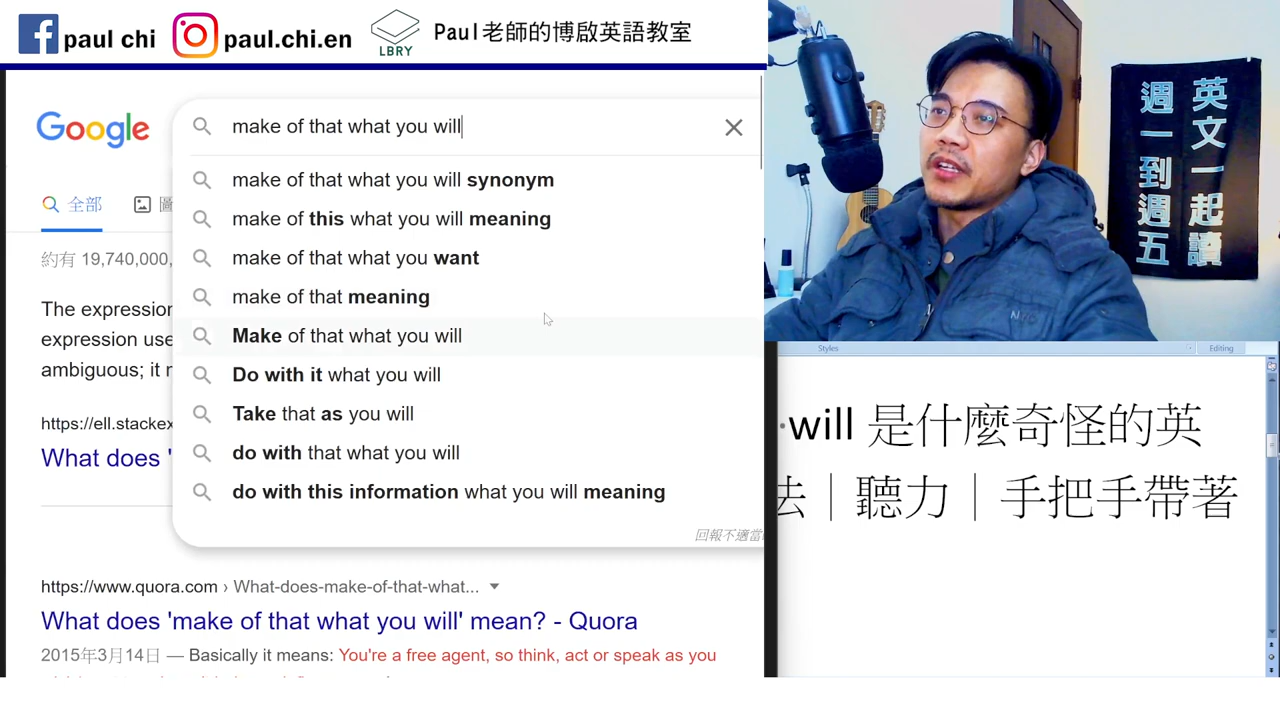 paul chi
paul.chi.en
LBRY
Paul老師的博啟英語教室
Google
make of that what you will
make of that what you will synonym
make of this what you will meaning
make of that what you want
make of that meaning
Make of that what you will
Do with it what you will
Take that as you will
do with that what you will
do with this information what you will meaning
回報不適當
全部
圖
約有 19,740,000,
The expression
expression use
ambiguous; it r
https://ell.stackex
What does '
https://www.quora.com › What-does-make-of-that-what...
What does 'make of that what you will' mean? - Quora
2015年3月14日 — Basically it means: You're a free agent, so think, act or speak as you
英文一起讀
週一到週五
Styles
Editing
will 是什麼奇怪的英
法｜聽力｜手把手帶著